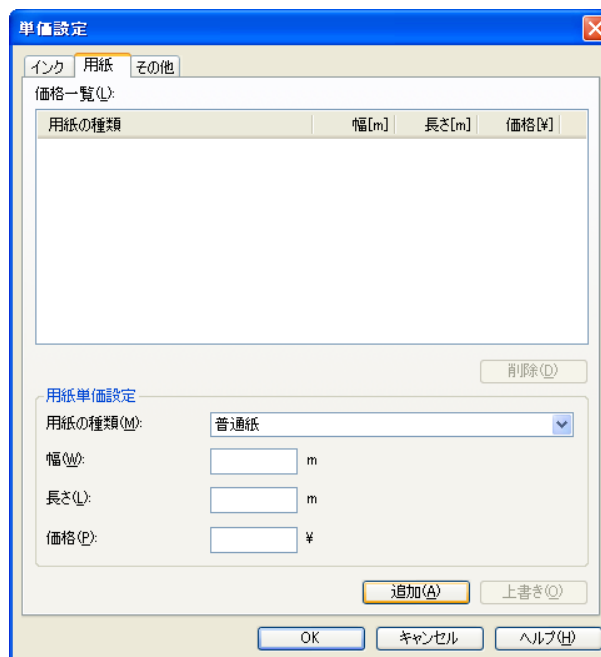 単価設定
インク 用紙 その他
価格一覧(L):
用紙の種類 幅[m] 長さ[m] 価格[¥]
削除(D)
用紙単価設定
用紙の種類(M): 普通紙
幅(W): m
長さ(L): m
価格(P): ¥
追加(A) 上書き(O)
OK キャンセル ヘルプ(H)